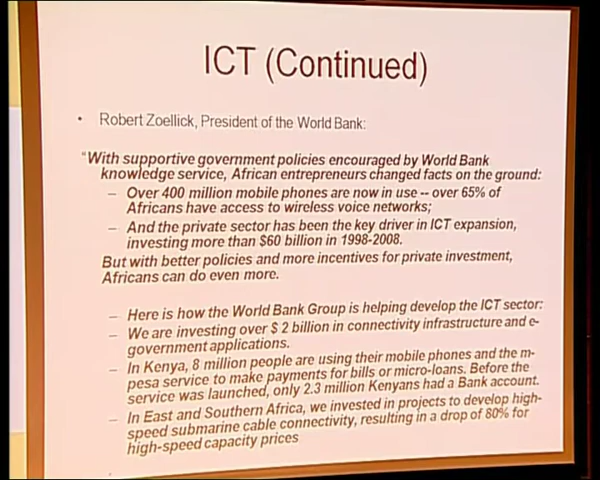 ICT (Continued)
• Robert Zoellick, President of the World Bank:
"With supportive government policies encouraged by World Bank
knowledge service, African entrepreneurs changed facts on the ground:
– Over 400 million mobile phones are now in use -- over 65% of
Africans have access to wireless voice networks;
– And the private sector has been the key driver in ICT expansion,
investing more than $60 billion in 1998-2008.
But with better policies and more incentives for private investment,
Africans can do even more.
– Here is how the World Bank Group is helping develop the ICT sector:
– We are investing over $ 2 billion in connectivity infrastructure and e-
government applications.
– In Kenya, 8 million people are using their mobile phones and the m-
pesa service to make payments for bills or micro-loans. Before the
service was launched, only 2.3 million Kenyans had a Bank account.
– In East and Southern Africa, we invested in projects to develop high-
speed submarine cable connectivity, resulting in a drop of 80% for
high-speed capacity prices